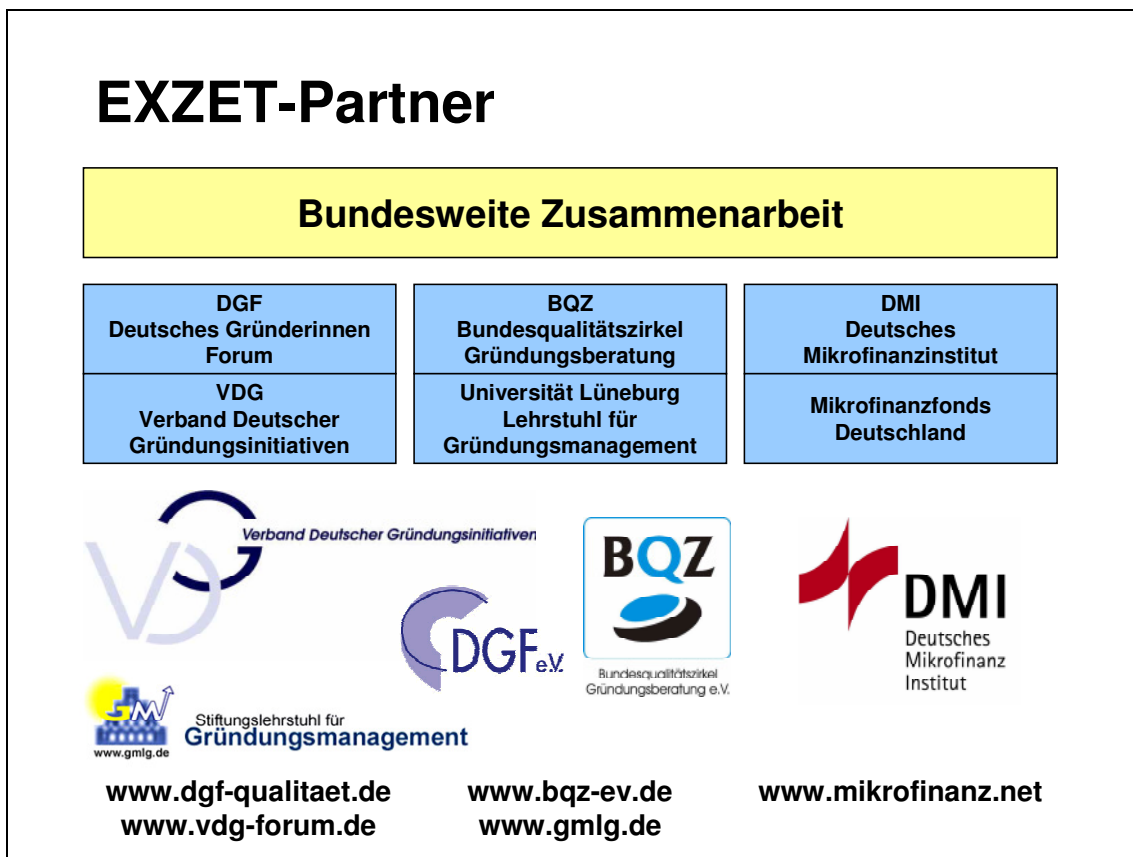 EXZET-Partner
Bundesweite Zusammenarbeit
DGF
Deutsches Gründerinnen
Forum
BQZ
Bundesqualitätszirkel
Gründungsberatung
DMI
Deutsches
Mikrofinanzinstitut
VDG
Verband Deutscher
Gründungsinitiativen
Universität Lüneburg
Lehrstuhl für
Gründungsmanagement
Mikrofinanzfonds
Deutschland
VDG
Verband Deutscher Gründungsinitiativen
DGF e.V.
BQZ
Bundesqualitätszirkel
Gründungsberatung e.V.
DMI
Deutsches
Mikrofinanz
Institut
GM
www.gmlg.de
Stiftungslehrstuhl für
Gründungsmanagement
www.dgf-qualitaet.de
www.vdg-forum.de
www.bqz-ev.de
www.gmlg.de
www.mikrofinanz.net